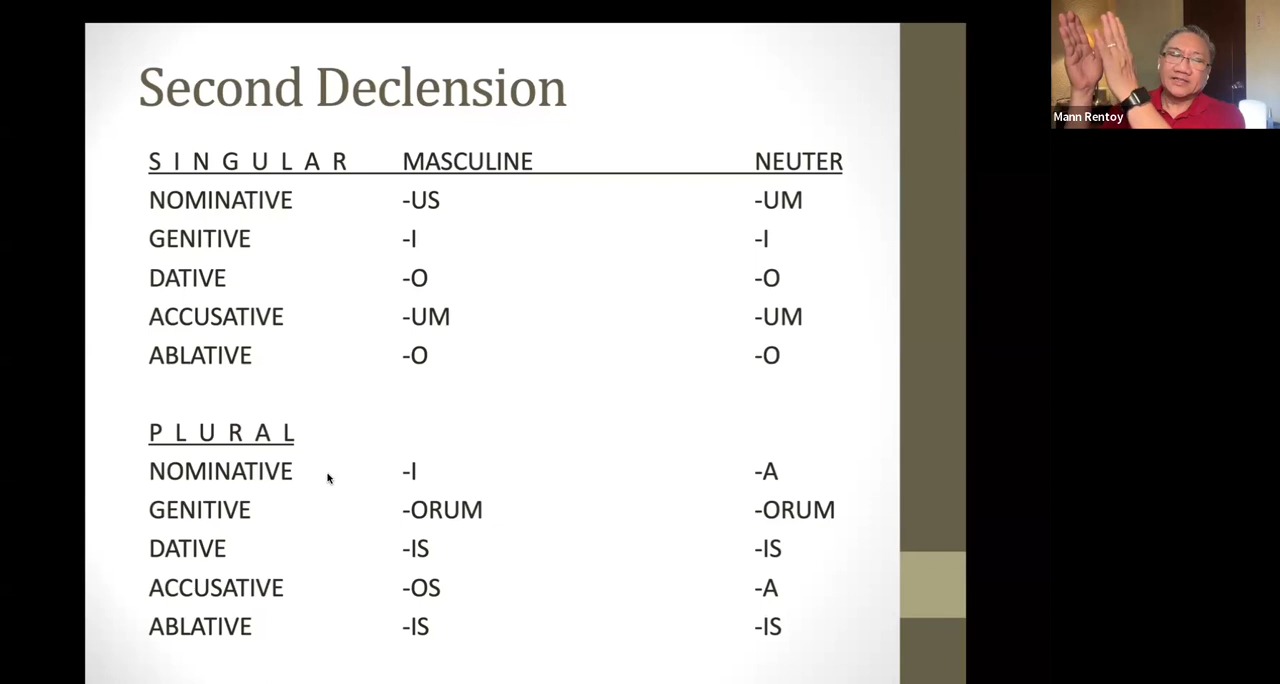 Second Declension
S I N G U L A R MASCULINE NEUTER
NOMINATIVE -US -UM
GENITIVE -I -I
DATIVE -O -O
ACCUSATIVE -UM -UM
ABLATIVE -O -O
P L U R A L
NOMINATIVE -I -A
GENITIVE -ORUM -ORUM
DATIVE -IS -IS
ACCUSATIVE -OS -A
ABLATIVE -IS -IS
Mann Rentoy